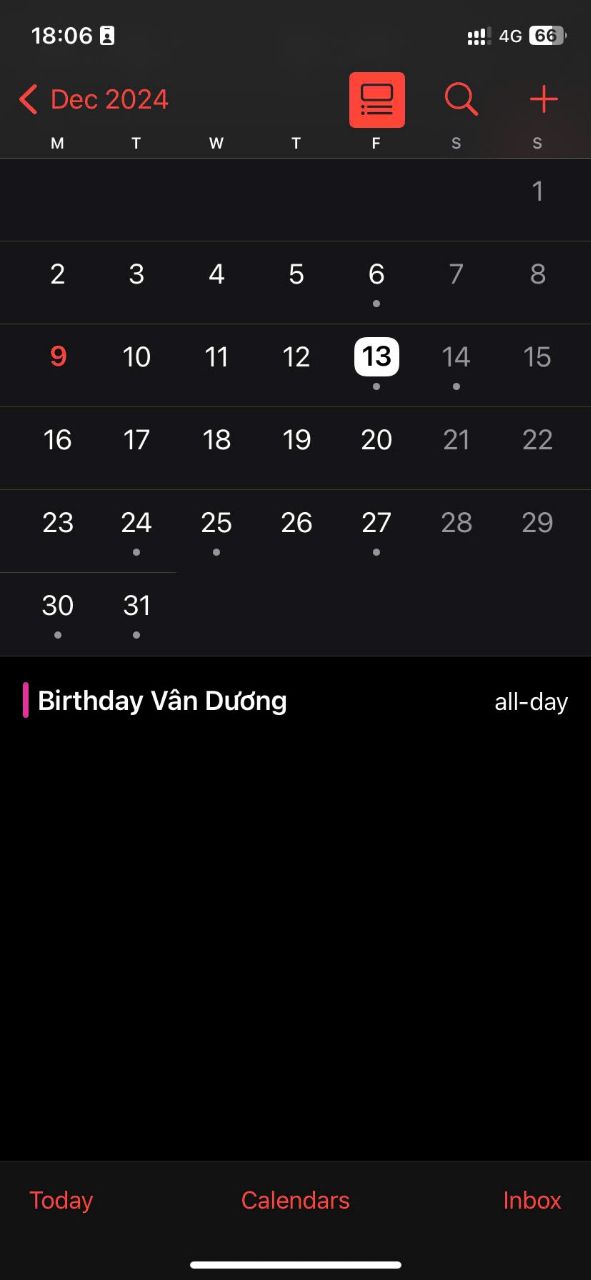 18:06 4G 66
Dec 2024
M T W T F S S
1
2 3 4 5 6 7 8
9 10 11 12 13 14 15
16 17 18 19 20 21 22
23 24 25 26 27 28 29
30 31
Birthday Vân Dương all-day
Today Calendars Inbox